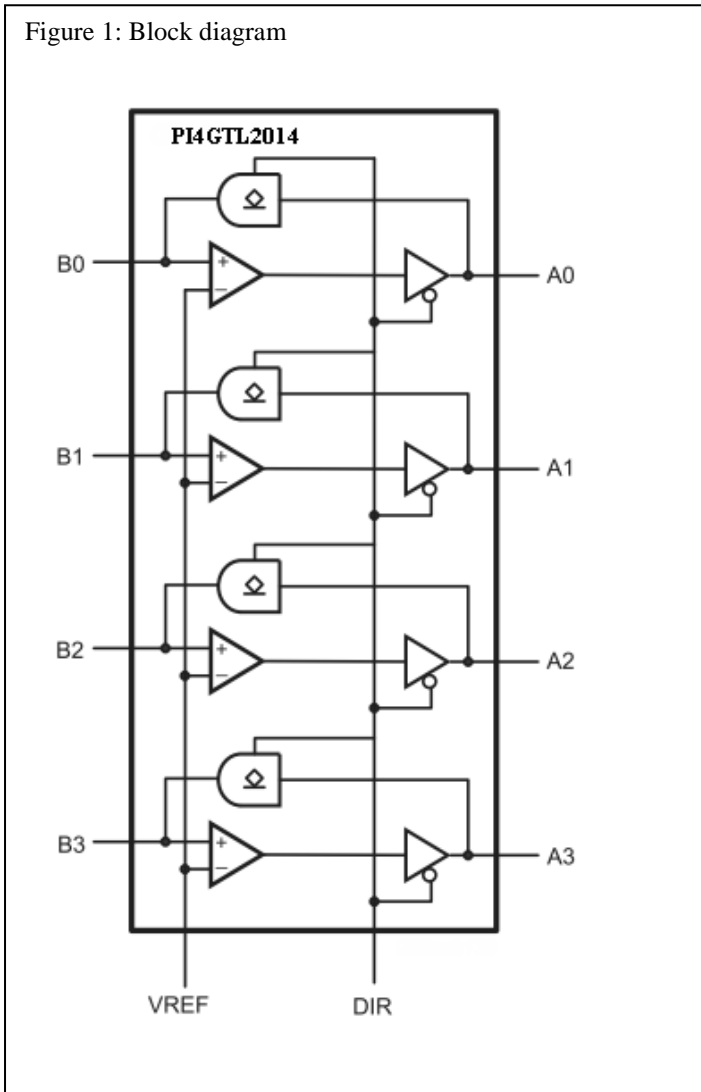 Figure 1: Block diagram
PI4GTL2014
B0
+
−
A0
B1
+
−
A1
B2
+
−
A2
B3
+
−
A3
VREF
DIR